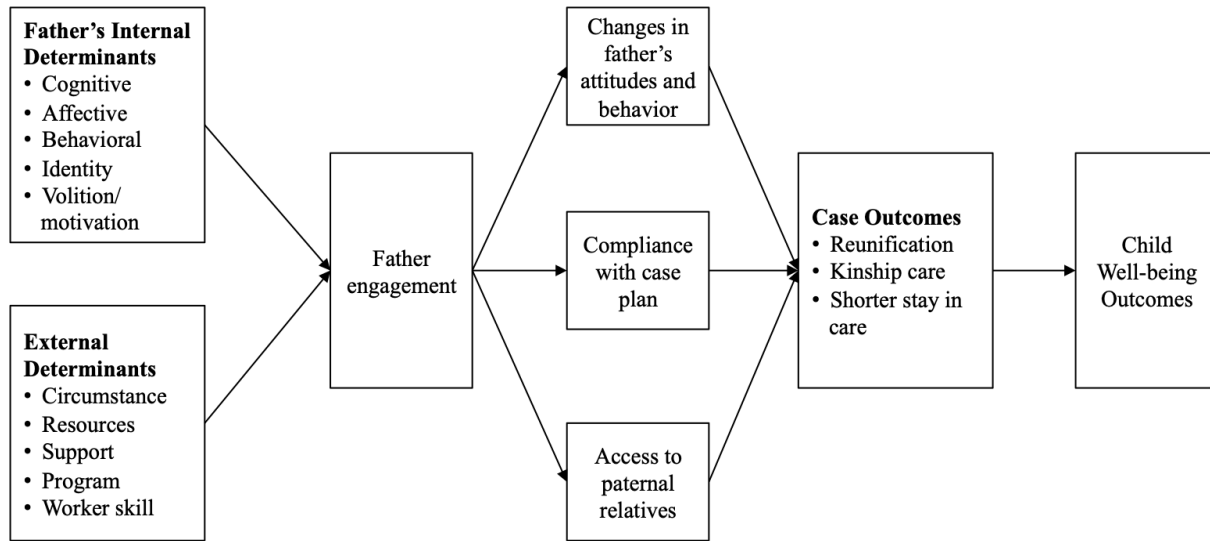 Father’s Internal
Determinants
• Cognitive
• Affective
• Behavioral
• Identity
• Volition/
motivation
External
Determinants
• Circumstance
• Resources
• Support
• Program
• Worker skill
Father
engagement
Changes in
father’s
attitudes and
behavior
Compliance
with case
plan
Access to
paternal
relatives
Case Outcomes
• Reunification
• Kinship care
• Shorter stay in
care
Child
Well-being
Outcomes